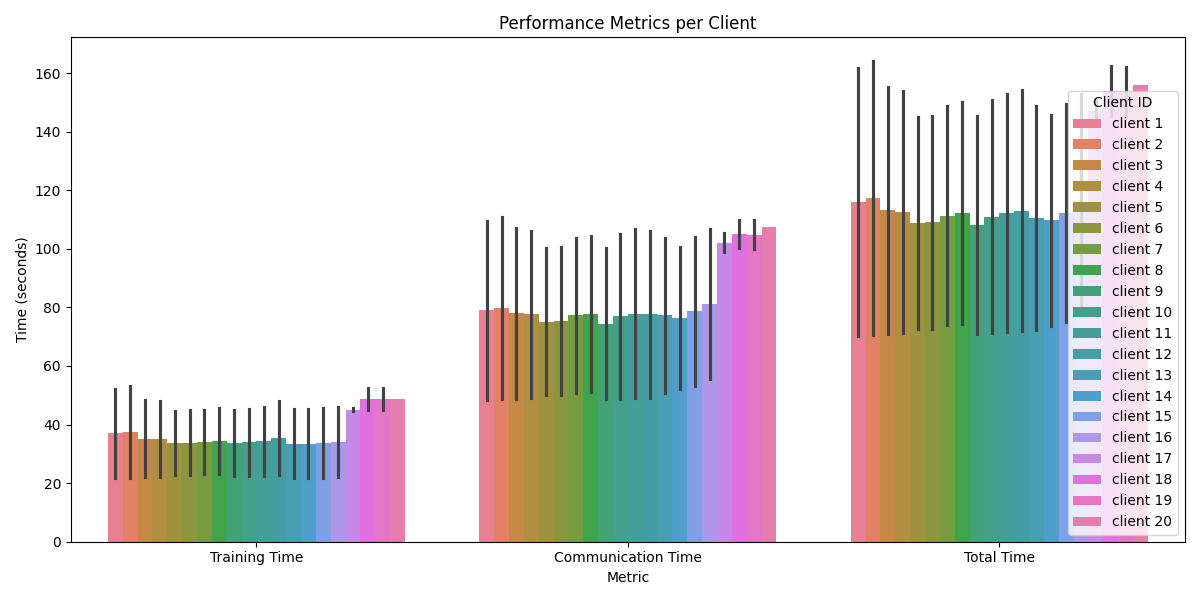 Performance Metrics per Client
Time (seconds)
160
140
120
100
80
60
40
20
0
Training Time
Communication Time
Total Time
Metric
Client ID
client 1
client 2
client 3
client 4
client 5
client 6
client 7
client 8
client 9
client 10
client 11
client 12
client 13
client 14
client 15
client 16
client 17
client 18
client 19
client 20